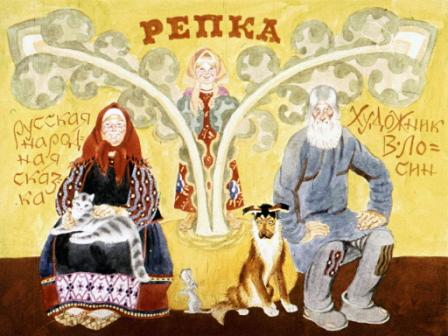 РЕПКА
русская
народ-
ная
сказ-
ка
художник
В·Ло=
син